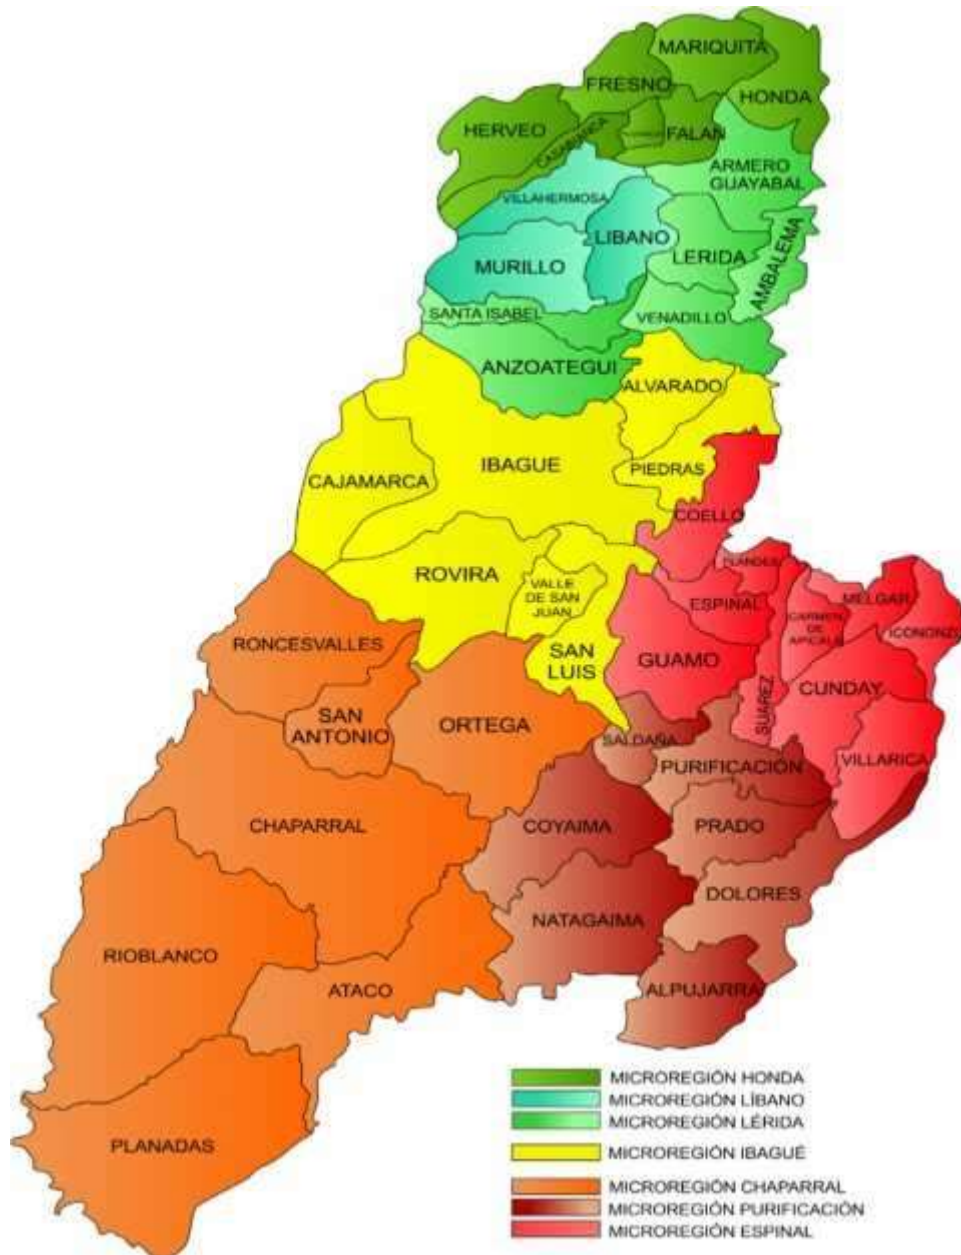 MARIQUITA
FRESNO
HONDA
HERVEO
CASABIANCA
FALAN
ARMERO
GUAYABAL
VILLAHERMOSA
LIBANO
LERIDA
AMBALEMA
MURILLO
SANTA ISABEL
VENADILLO
ANZOATEGUI
ALVARADO
IBAGUE
PIEDRAS
CAJAMARCA
COELLO
ROVIRA
VALLE
DE SAN
JUAN
FLANDES
ESPINAL
CARMEN
DE
APICALA
MELGAR
ICONONZO
RONCESVALLES
SAN
LUIS
GUAMO
SUAREZ
CUNDAY
SAN
ANTONIO
ORTEGA
SALDAÑA
PURIFICACIÓN
VILLARICA
CHAPARRAL
COYAIMA
PRADO
DOLORES
NATAGAIMA
RIOBLANCO
ATACO
ALPUJARRA
PLANADAS
MICROREGIÓN HONDA
MICROREGIÓN LÍBANO
MICROREGIÓN LÉRIDA
MICROREGIÓN IBAGUÉ
MICROREGIÓN CHAPARRAL
MICROREGIÓN PURIFICACIÓN
MICROREGIÓN ESPINAL